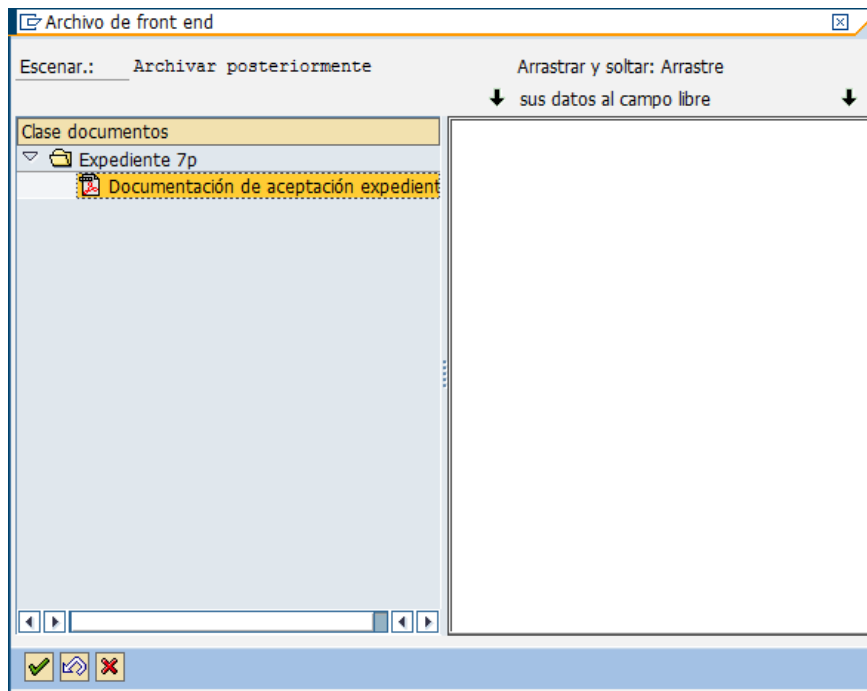 Archivo de front end
Escenar.: Archivar posteriormente
Arrastrar y soltar: Arrastre
sus datos al campo libre
Clase documentos
Expediente 7p
Documentación de aceptación expedient